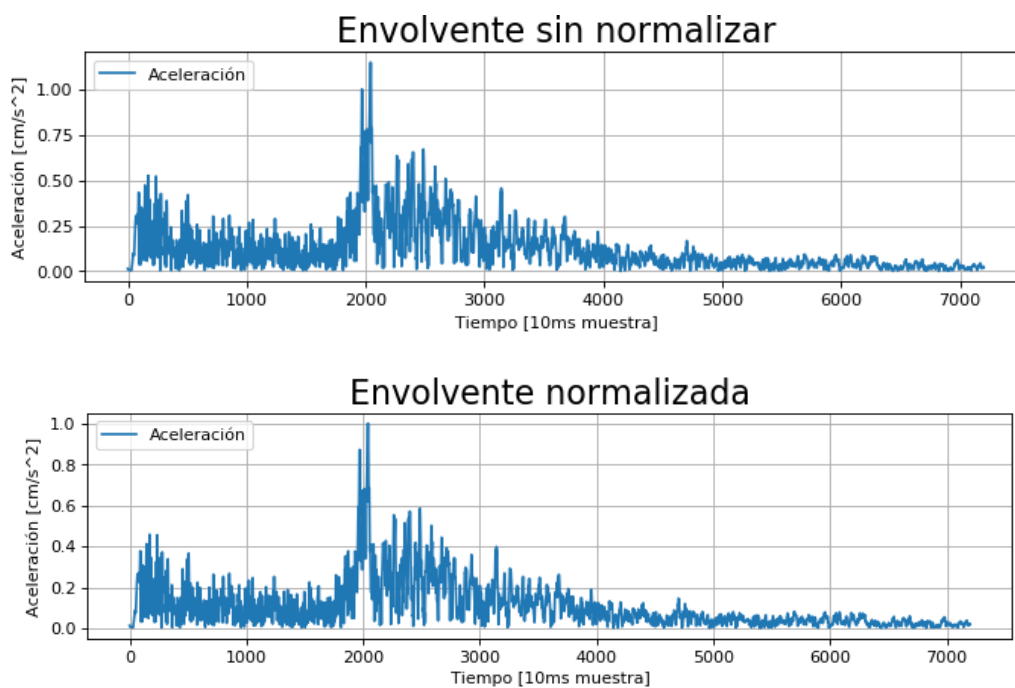 Envolvente sin normalizar
Aceleración
Aceleración [cm/s^2]
1.00
0.75
0.50
0.25
0.00
0 1000 2000 3000 4000 5000 6000 7000
Tiempo [10ms muestra]
Envolvente normalizada
Aceleración
Aceleración [cm/s^2]
1.0
0.8
0.6
0.4
0.2
0.0
0 1000 2000 3000 4000 5000 6000 7000
Tiempo [10ms muestra]